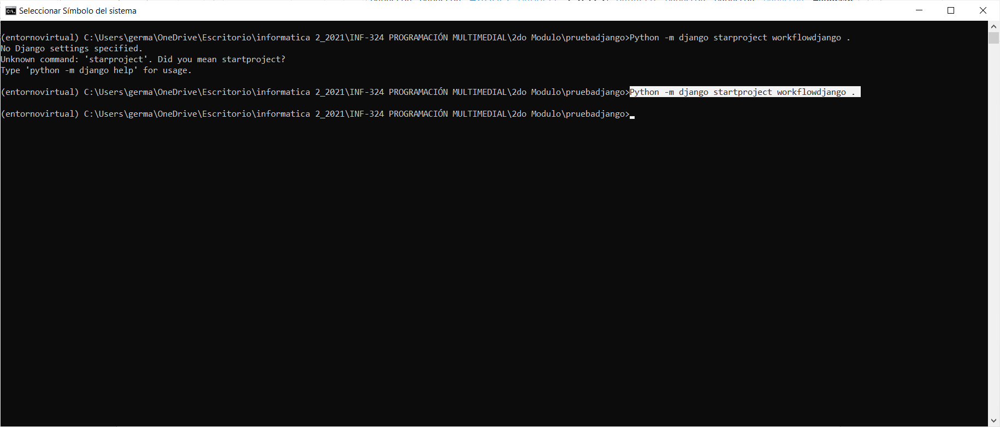 Seleccionar Símbolo del sistema
(entornovirtual) C:\Users\germa\OneDrive\Escritorio\informatica 2_2021\INF-324 PROGRAMACIÓN MULTIMEDIAL\2do Modulo\pruebadjango>Python -m django starproject workflowdjango .
No Django settings specified.
Unknown command: 'starproject'. Did you mean startproject?
Type 'python -m django help' for usage.
(entornovirtual) C:\Users\germa\OneDrive\Escritorio\informatica 2_2021\INF-324 PROGRAMACIÓN MULTIMEDIAL\2do Modulo\pruebadjango>Python -m django startproject workflowdjango .
(entornovirtual) C:\Users\germa\OneDrive\Escritorio\informatica 2_2021\INF-324 PROGRAMACIÓN MULTIMEDIAL\2do Modulo\pruebadjango>